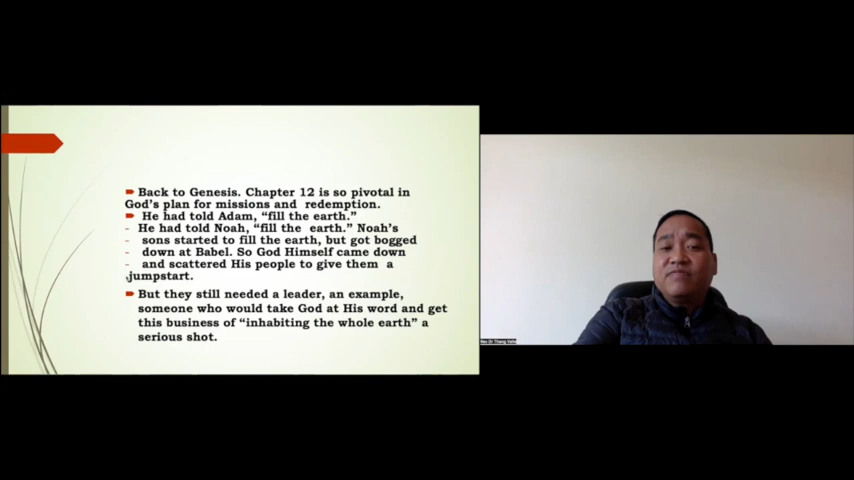 Back to Genesis. Chapter 12 is so pivotal in
God's plan for missions and redemption.
He had told Adam, “fill the earth.”
- He had told Noah, “fill the earth.” Noah's
- sons started to fill the earth, but got bogged
- down at Babel. So God Himself came down
- and scattered His people to give them a
jumpstart.
But they still needed a leader, an example,
someone who would take God at His word and get
this business of “inhabiting the whole earth” a
serious shot.